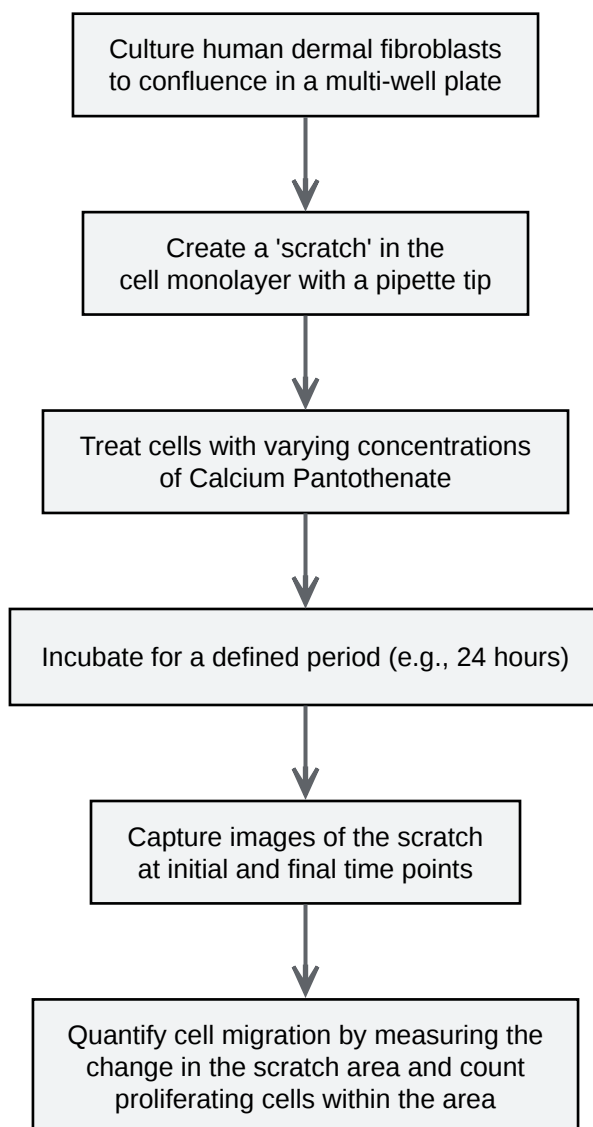 Culture human dermal fibroblasts
to confluence in a multi-well plate
Create a 'scratch' in the
cell monolayer with a pipette tip
Treat cells with varying concentrations
of Calcium Pantothenate
Incubate for a defined period (e.g., 24 hours)
Capture images of the scratch
at initial and final time points
Quantify cell migration by measuring the
change in the scratch area and count
proliferating cells within the area